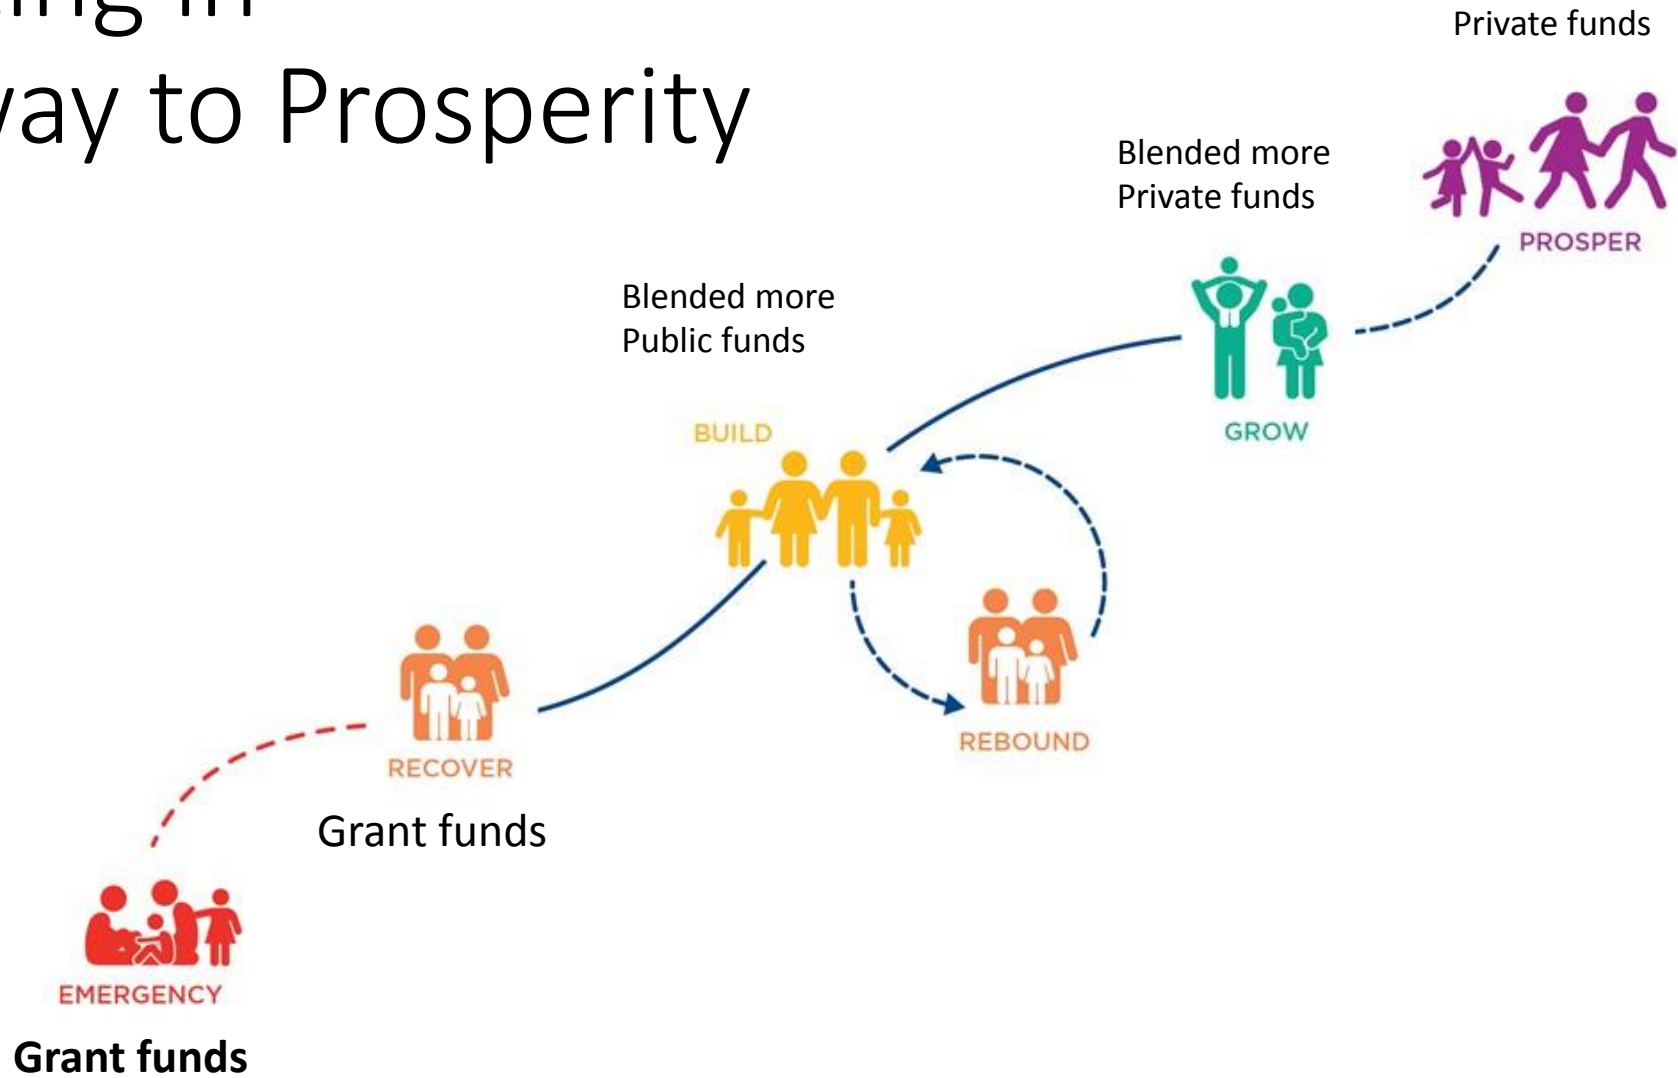 way to Prosperity
Private funds
Blended more
Private funds
PROSPER
Blended more
Public funds
GROW
BUILD
REBOUND
RECOVER
Grant funds
EMERGENCY
Grant funds